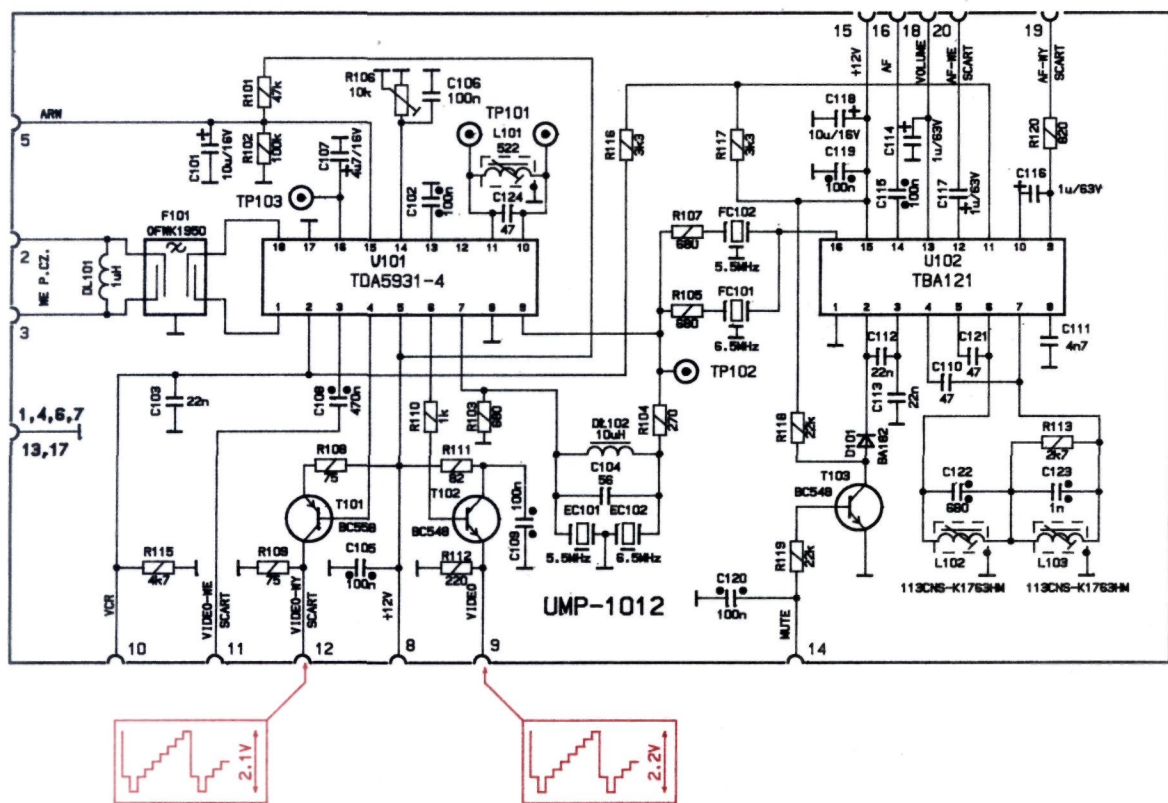 15 16 18 20 19
+12V
AF
VOLUME
AF-WE
SCART
AF-WY
SCART
R101
47k
R106
10k
C106
100n
TP101
L101
522
ARW
5
C101
10u/16V
R102
100k
C107
4u7/16V
TP103
C102
100n
C124
47
R116
3k3
R117
3k3
C118
10u/16V
C119
100n
C114
1u/63V
C115
100n
C117
1u/63V
R120
820
C116
1u/63V
F101
OFWK1950
2
WE P.CZ.
DL101
1uH
3
18 17 16 15 14 13 12 11 10
U101
TDA5931-4
1 2 3 4 5 6 7 8 9
R107
680
FC102
5.5MHz
R105
680
FC101
6.5MHz
TP102
16 15 14 13 12 11 10 9
U102
TBA121
1 2 3 4 5 6 7 8
C112
22n
C113
22n
C121
47
C110
47
C111
4n7
C103
22n
C108
470n
R110
1k
R103
R104
270
1,4,6,7
13,17
DL102
10uH
C104
56
EC101
EC102
5.5MHz
6.5MHz
R108
75
R111
82
T101
BC558
T102
BC548
100n
C109
R118
22k
D101
BA182
T103
BC548
R119
22k
R113
2k7
C122
680
C123
1n
L102
L103
113CNS-K1763HM
113CNS-K1763HM
R115
4k7
R109
75
C105
100n
R112
220
UMP-1012
C120
100n
VCR
VIDEO-WE
SCART
VIDEO-WY
SCART
+12V
VIDEO
MUTE
10 11 12 8 9 14
2.1V
2.2V